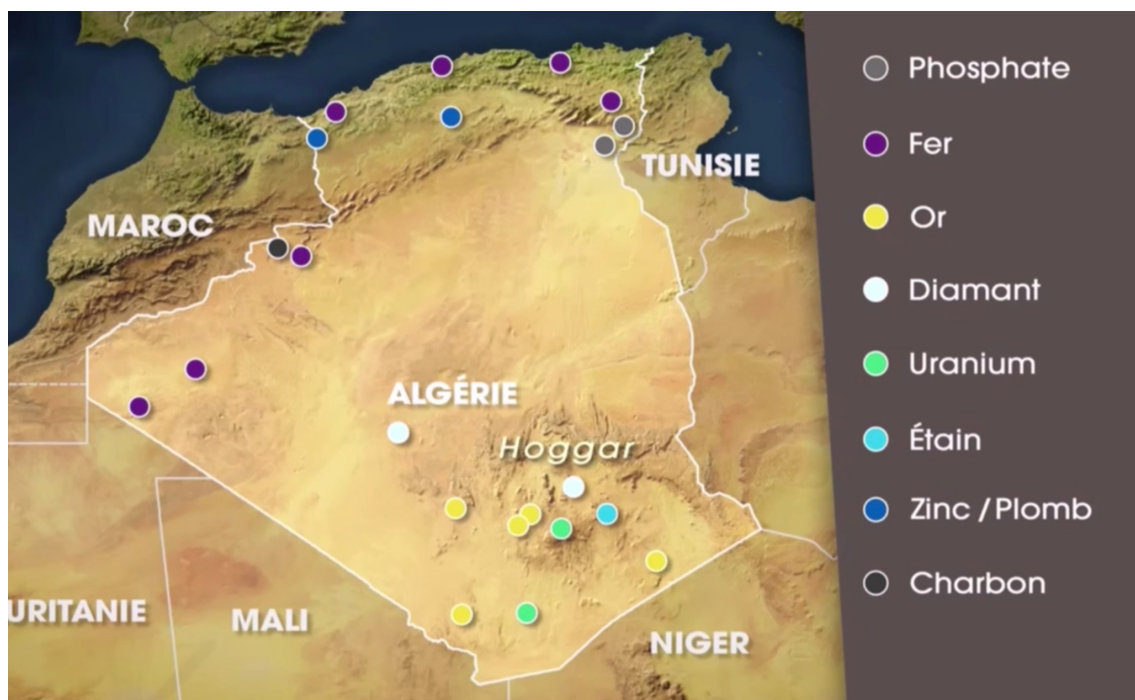 Phosphate
Fer
TUNISIE
Or
MAROC
Diamant
Uranium
ALGÉRIE
Hoggar
Étain
Zinc / Plomb
Charbon
URITANIE
MALI
NIGER